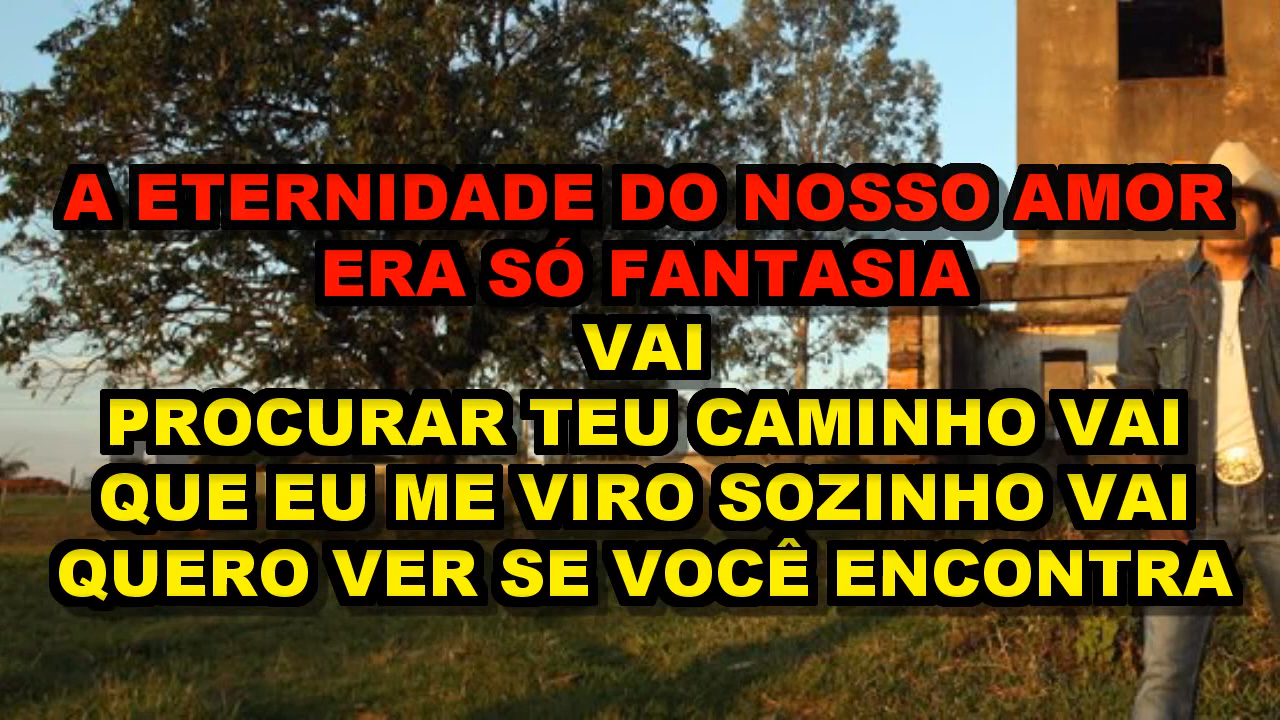 A ETERNIDADE DO NOSSO AMOR
ERA SÓ FANTASIA
VAI
PROCURAR TEU CAMINHO VAI
QUE EU ME VIRO SOZINHO VAI
QUERO VER SE VOCÊ ENCONTRA